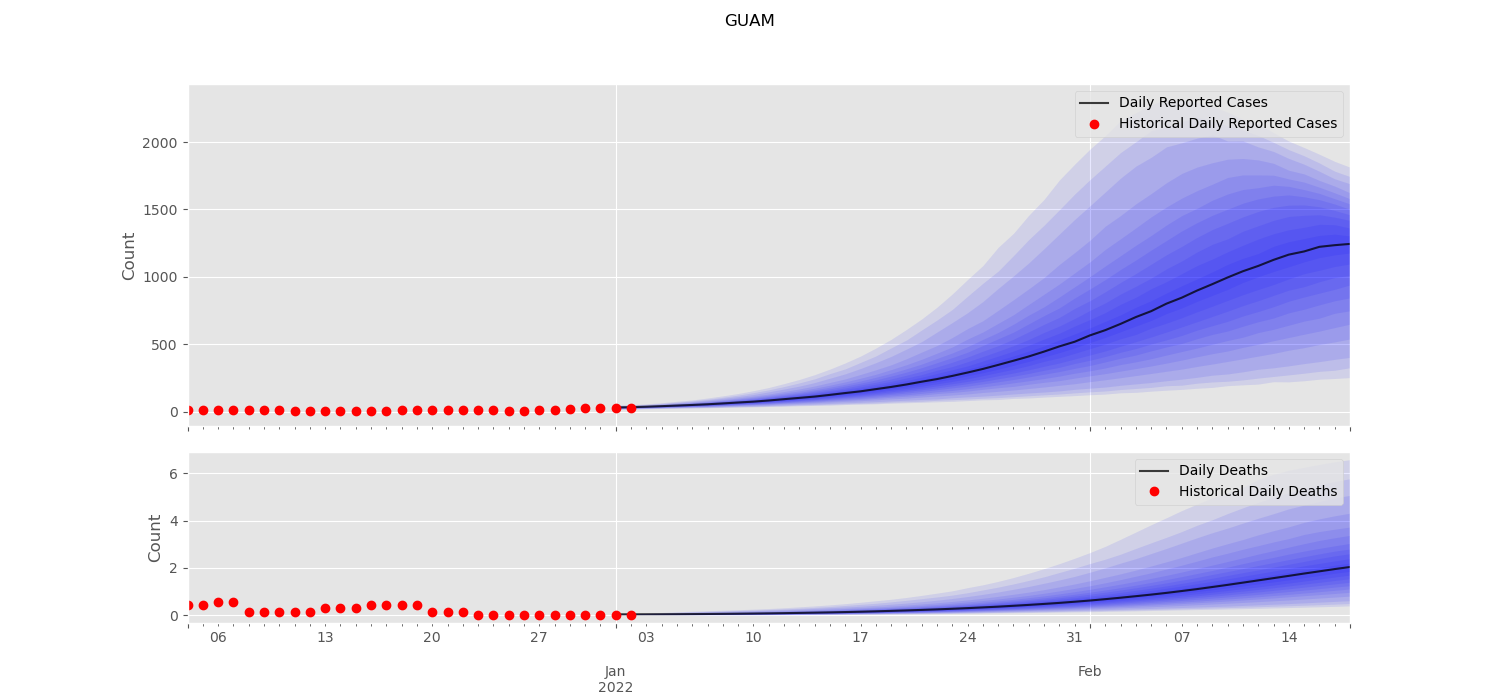 GUAM
Daily Reported Cases
Historical Daily Reported Cases
2000
1500
1000
500
0
Count
Daily Deaths
Historical Daily Deaths
6
4
2
0
Count
06 13 20 27 03 10 17 24 31 07 14
Jan Feb
2022